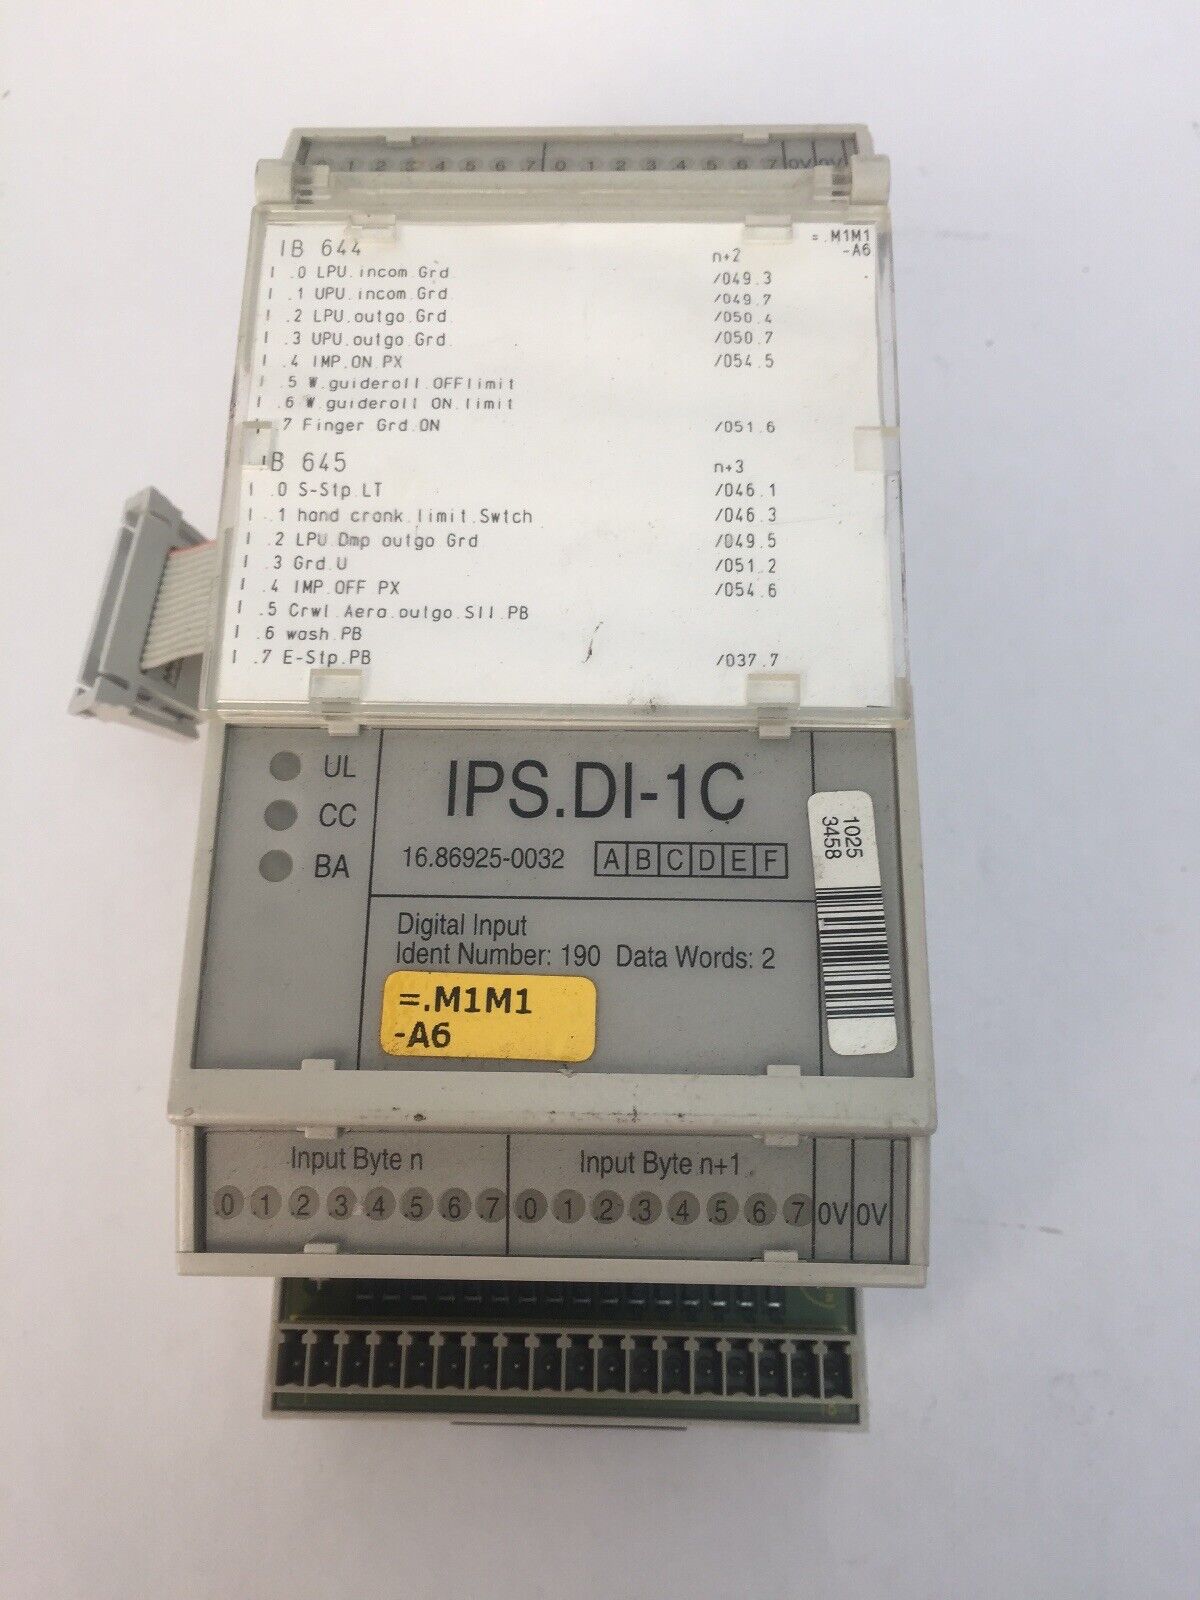 0 1 2 3 4 5 6 7 0 1 2 3 4 5 6 7 0V 0V
=.M1M1
-A6
IB 644 n+2
I .0 LPU.incom.Grd /049.3
I .1 UPU.incom.Grd. /049.7
I .2 LPU.outgo.Grd. /050.4
I .3 UPU.outgo.Grd. /050.7
I .4 IMP.ON.PX /054.5
I .5 W.guideroll.OFFlimit
I .6 W.guideroll ON.limit
I .7 Finger Grd.ON /051.6
IB 645 n+3
I .0 S-Stp.LT /046.1
I .1 hand crank.limit.Swtch /046.3
I .2 LPU.Dmp outgo Grd /049.5
I .3 Grd.U /051.2
I .4 IMP.OFF.PX /054.6
I .5 Crwl.Aera.outgo.SII.PB
I .6 wash.PB
I .7 E-Stp.PB /037.7
UL
CC
BA
IPS.DI-1C
16.86925-0032 A B C D E F
1025
3458
Digital Input
Ident Number: 190 Data Words: 2
=.M1M1
-A6
Input Byte n Input Byte n+1
.0 .1 .2 .3 .4 .5 .6 .7 .0 .1 .2 .3 .4 .5 .6 .7 0V 0V